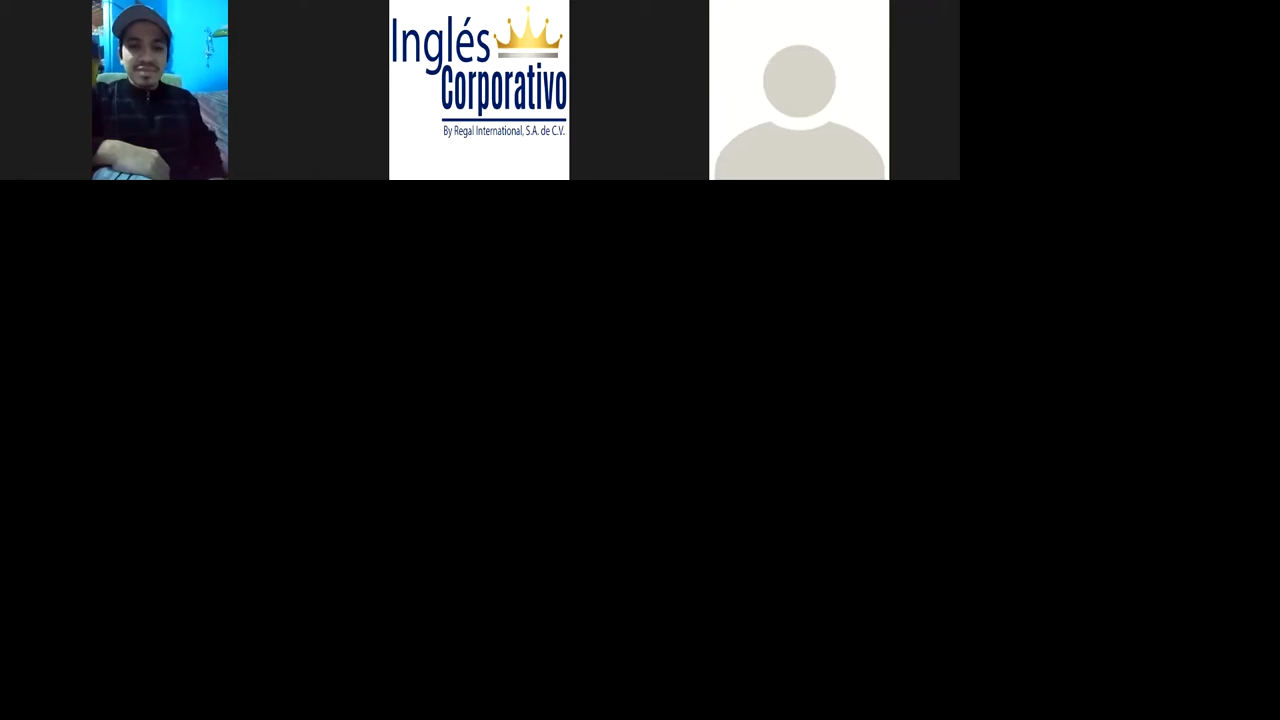 Inglés
Corporativo
By Regal International, S.A. de C.V.